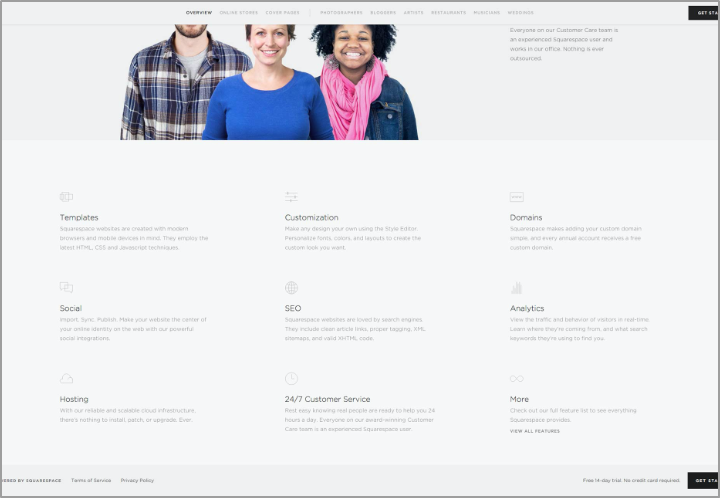 OVERVIEW ONLINE STORES COVER PAGES PHOTOGRAPHERS BLOGGERS ARTISTS RESTAURANTS MUSICIANS WEDDINGS GET STA
Everyone on our Customer Care team is
an experienced Squarespace user and
works in our office. Nothing is ever
outsourced.
Templates
Squarespace websites are created with modern
browsers and mobile devices in mind. They employ the
latest HTML, CSS and Javascript techniques.
Customization
Make any design your own using the Style Editor.
Personalize fonts, colors, and layouts to create the
custom look you want.
Domains
Squarespace makes adding your custom domain
simple, and every annual account receives a free
custom domain.
Social
Import. Sync. Publish. Make your website the center of
your online identity on the web with our powerful
social integrations.
SEO
Squarespace websites are loved by search engines.
They include clean article links, proper tagging, XML
sitemaps, and valid XHTML code.
Analytics
View the traffic and behavior of visitors in real-time.
Learn where they're coming from, and what search
keywords they're using to find you.
Hosting
With our reliable and scalable cloud infrastructure,
there's nothing to install, patch, or upgrade. Ever.
24/7 Customer Service
Rest easy knowing real people are ready to help you 24
hours a day. Everyone on our award-winning Customer
Care team is an experienced Squarespace user.
More
Check out our full feature list to see everything
Squarespace provides.
VIEW ALL FEATURES
ERED BY SQUARESPACE Terms of Service Privacy Policy Free 14-day trial. No credit card required. GET STA